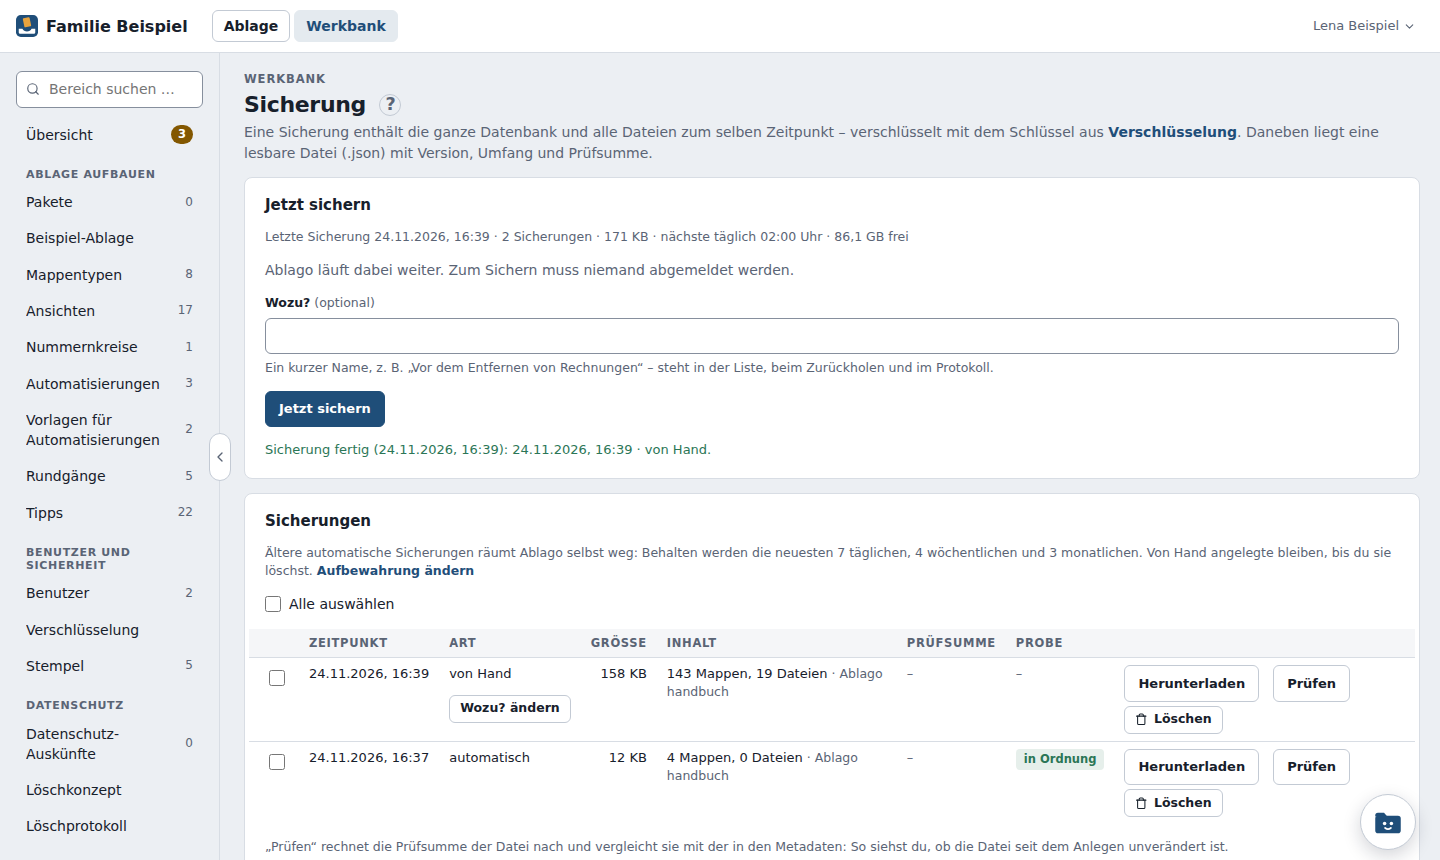 Familie Beispiel
Ablage
Werkbank
Lena Beispiel
Bereich suchen …
Übersicht 3
ABLAGE AUFBAUEN
Pakete 0
Beispiel-Ablage
Mappentypen 8
Ansichten 17
Nummernkreise 1
Automatisierungen 3
Vorlagen für
Automatisierungen 2
Rundgänge 5
Tipps 22
BENUTZER UND
SICHERHEIT
Benutzer 2
Verschlüsselung
Stempel 5
DATENSCHUTZ
Datenschutz-
Auskünfte 0
Löschkonzept
Löschprotokoll
WERKBANK
Sicherung ?
Eine Sicherung enthält die ganze Datenbank und alle Dateien zum selben Zeitpunkt – verschlüsselt mit dem Schlüssel aus Verschlüsselung. Daneben liegt eine
lesbare Datei (.json) mit Version, Umfang und Prüfsumme.
Jetzt sichern
Letzte Sicherung 24.11.2026, 16:39 · 2 Sicherungen · 171 KB · nächste täglich 02:00 Uhr · 86,1 GB frei
Ablago läuft dabei weiter. Zum Sichern muss niemand abgemeldet werden.
Wozu? (optional)
Ein kurzer Name, z. B. „Vor dem Entfernen von Rechnungen“ – steht in der Liste, beim Zurückholen und im Protokoll.
Jetzt sichern
Sicherung fertig (24.11.2026, 16:39): 24.11.2026, 16:39 · von Hand.
Sicherungen
Ältere automatische Sicherungen räumt Ablago selbst weg: Behalten werden die neuesten 7 täglichen, 4 wöchentlichen und 3 monatlichen. Von Hand angelegte bleiben, bis du sie
löschst. Aufbewahrung ändern
Alle auswählen
ZEITPUNKT ART GRÖSSE INHALT PRÜFSUMME PROBE
24.11.2026, 16:39 von Hand 158 KB 143 Mappen, 19 Dateien · Ablago – – Herunterladen Prüfen
handbuch
Wozu? ändern Löschen
24.11.2026, 16:37 automatisch 12 KB 4 Mappen, 0 Dateien · Ablago – in Ordnung Herunterladen Prüfen
handbuch
Löschen
„Prüfen“ rechnet die Prüfsumme der Datei nach und vergleicht sie mit der in den Metadaten: So siehst du, ob die Datei seit dem Anlegen unverändert ist.